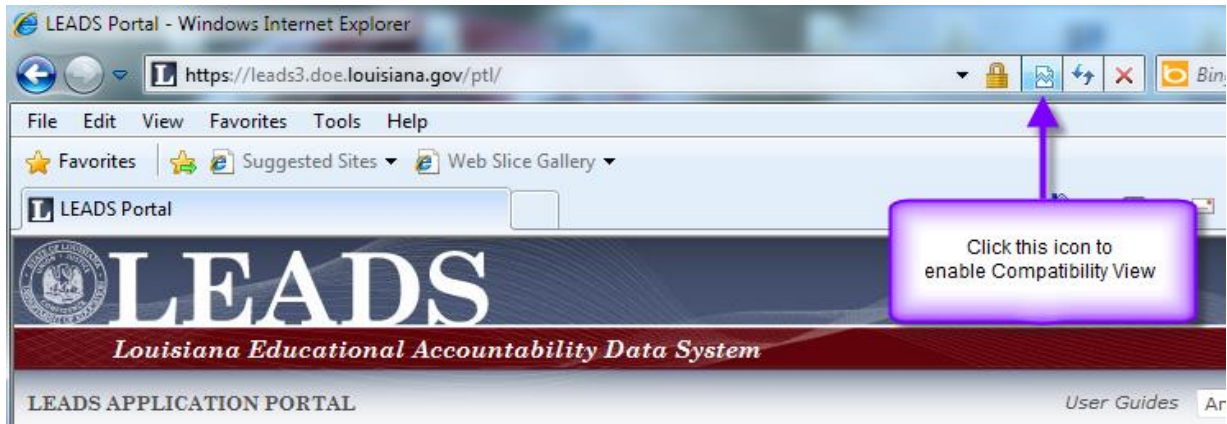 LEADS Portal - Windows Internet Explorer
https://leads3.doe.louisiana.gov/ptl/
Bing
File Edit View Favorites Tools Help
Favorites Suggested Sites Web Slice Gallery
LEADS Portal
Click this icon to
enable Compatibility View
LEADS
Louisiana Educational Accountability Data System
LEADS APPLICATION PORTAL User Guides